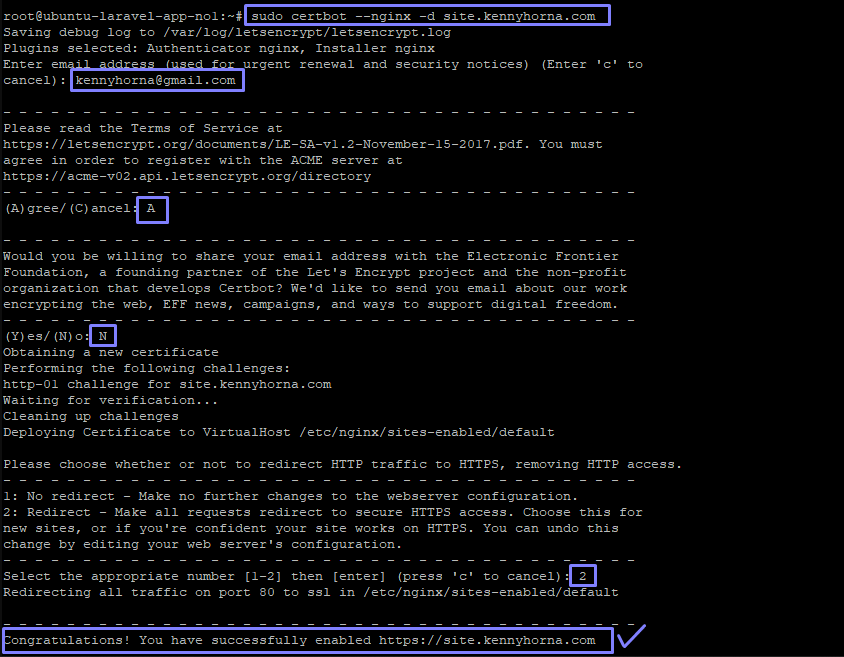 root@ubuntu-laravel-app-nol:~# sudo certbot --nginx -d site.kennyhorna.com
Saving debug log to /var/log/letsencrypt/letsencrypt.log
Plugins selected: Authenticator nginx, Installer nginx
Enter email address (used for urgent renewal and security notices) (Enter 'c' to
cancel): kennyhorna@gmail.com
- - - - - - - - - - - - - - - - - - - - - - - - - - - - - - - - - - - - - - - -
Please read the Terms of Service at
https://letsencrypt.org/documents/LE-SA-v1.2-November-15-2017.pdf. You must
agree in order to register with the ACME server at
https://acme-v02.api.letsencrypt.org/directory
- - - - - - - - - - - - - - - - - - - - - - - - - - - - - - - - - - - - - - - -
(A)gree/(C)ancel: A
- - - - - - - - - - - - - - - - - - - - - - - - - - - - - - - - - - - - - - - -
Would you be willing to share your email address with the Electronic Frontier
Foundation, a founding partner of the Let's Encrypt project and the non-profit
organization that develops Certbot? We'd like to send you email about our work
encrypting the web, EFF news, campaigns, and ways to support digital freedom.
- - - - - - - - - - - - - - - - - - - - - - - - - - - - - - - - - - - - - - - -
(Y)es/(N)o: N
Obtaining a new certificate
Performing the following challenges:
http-01 challenge for site.kennyhorna.com
Waiting for verification...
Cleaning up challenges
Deploying Certificate to VirtualHost /etc/nginx/sites-enabled/default
Please choose whether or not to redirect HTTP traffic to HTTPS, removing HTTP access.
- - - - - - - - - - - - - - - - - - - - - - - - - - - - - - - - - - - - - - - -
1: No redirect - Make no further changes to the webserver configuration.
2: Redirect - Make all requests redirect to secure HTTPS access. Choose this for
new sites, or if you're confident your site works on HTTPS. You can undo this
change by editing your web server's configuration.
- - - - - - - - - - - - - - - - - - - - - - - - - - - - - - - - - - - - - - - -
Select the appropriate number [1-2] then [enter] (press 'c' to cancel): 2
Redirecting all traffic on port 80 to ssl in /etc/nginx/sites-enabled/default
- - - - - - - - - - - - - - - - - - - - - - - - - - - - - - - - - - - - - - - -
Congratulations! You have successfully enabled https://site.kennyhorna.com